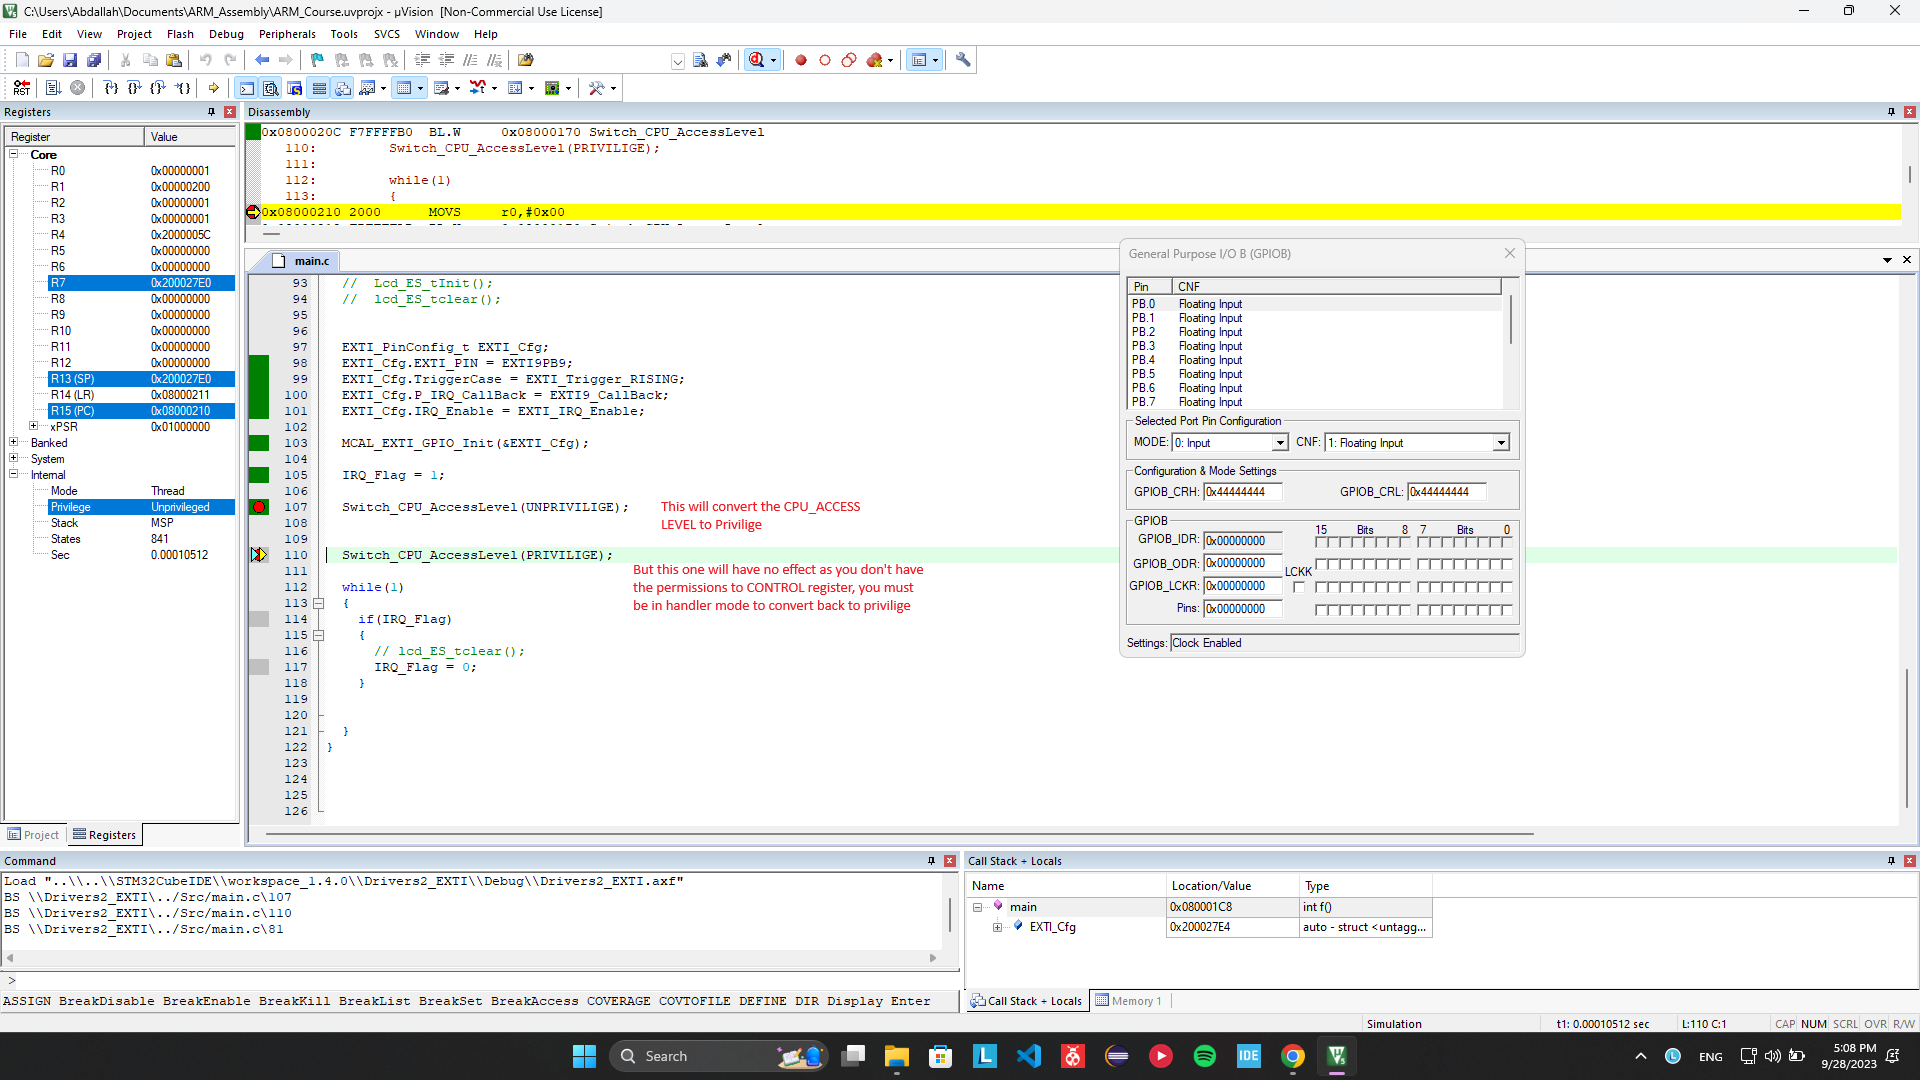 C:\Users\Abdallah\Documents\ARM_Assembly\ARM_Course.uvprojx - µVision [Non-Commercial Use License]
File Edit View Project Flash Debug Peripherals Tools SVCS Window Help
Registers
Register Value
Core
R0 0x00000001
R1 0x00000200
R2 0x00000001
R3 0x00000001
R4 0x2000005C
R5 0x00000000
R6 0x00000000
R7 0x200027E0
R8 0x00000000
R9 0x00000000
R10 0x00000000
R11 0x00000000
R12 0x00000000
R13 (SP) 0x200027E0
R14 (LR) 0x08000211
R15 (PC) 0x08000210
xPSR 0x01000000
Banked
System
Internal
Mode Thread
Privilege Unprivileged
Stack MSP
States 841
Sec 0.00010512
Project Registers
Disassembly
0x0800020C F7FFFFB0 BL.W 0x08000170 Switch_CPU_AccessLevel
110: Switch_CPU_AccessLevel(PRIVILIGE);
111:
112: while(1)
113: {
0x08000210 2000 MOVS r0,#0x00
main.c
93 // Lcd_ES_tInit();
94 // lcd_ES_tclear();
95
96
97 EXTI_PinConfig_t EXTI_Cfg;
98 EXTI_Cfg.EXTI_PIN = EXTI9PB9;
99 EXTI_Cfg.TriggerCase = EXTI_Trigger_RISING;
100 EXTI_Cfg.P_IRQ_CallBack = EXTI9_CallBack;
101 EXTI_Cfg.IRQ_Enable = EXTI_IRQ_Enable;
102
103 MCAL_EXTI_GPIO_Init(&EXTI_Cfg);
104
105 IRQ_Flag = 1;
106
107 Switch_CPU_AccessLevel(UNPRIVILIGE);
This will convert the CPU_ACCESS
LEVEL to Privilige
108
109
110 Switch_CPU_AccessLevel(PRIVILIGE);
But this one will have no effect as you don't have
the permissions to CONTROL register, you must
be in handler mode to convert back to privilige
111
112 while(1)
113 {
114 if(IRQ_Flag)
115 {
116 // lcd_ES_tclear();
117 IRQ_Flag = 0;
118 }
119
120
121 }
122 }
123
124
125
126
General Purpose I/O B (GPIOB)
Pin CNF
PB.0 Floating Input
PB.1 Floating Input
PB.2 Floating Input
PB.3 Floating Input
PB.4 Floating Input
PB.5 Floating Input
PB.6 Floating Input
PB.7 Floating Input
Selected Port Pin Configuration
MODE: 0: Input CNF: 1: Floating Input
Configuration & Mode Settings
GPIOB_CRH: 0x44444444 GPIOB_CRL: 0x44444444
GPIOB
15 Bits 8 7 Bits 0
GPIOB_IDR: 0x00000000
GPIOB_ODR: 0x00000000
LCKK
GPIOB_LCKR: 0x00000000
Pins: 0x00000000
Settings: Clock Enabled
Command
Load "..\\..\\STM32CubeIDE\\workspace_1.4.0\\Drivers2_EXTI\\Debug\\Drivers2_EXTI.axf"
BS \\Drivers2_EXTI\../Src/main.c\107
BS \\Drivers2_EXTI\../Src/main.c\110
BS \\Drivers2_EXTI\../Src/main.c\81
>
ASSIGN BreakDisable BreakEnable BreakKill BreakList BreakSet BreakAccess COVERAGE COVTOFILE DEFINE DIR Display Enter
Call Stack + Locals
Name Location/Value Type
main 0x080001C8 int f()
EXTI_Cfg 0x200027E4 auto - struct <untagg...
Call Stack + Locals Memory 1
Simulation t1: 0.00010512 sec L:110 C:1 CAP NUM SCRL OVR R/W
Search
L
IDE
ENG
5:08 PM
9/28/2023